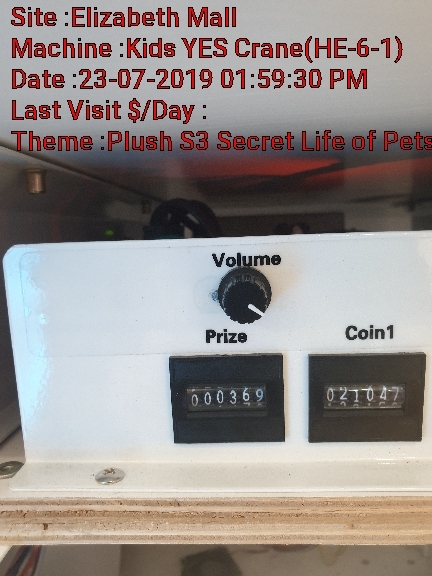 Site :Elizabeth Mall
Machine :Kids YES Crane(HE-6-1)
Date :23-07-2019 01:59:30 PM
Last Visit $/Day :
Theme :Plush S3 Secret Life of Pets
Volume
Prize Coin1
000369 021047